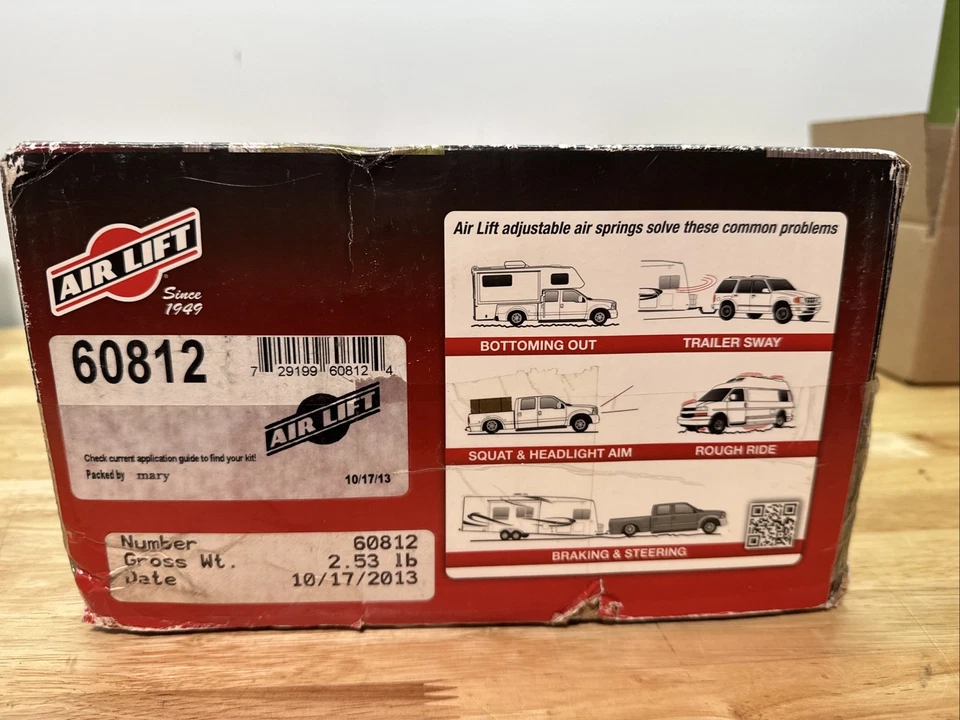 AIR LIFT
Since
1949
60812
7 29199 60812 4
AIR LIFT
Check current application guide to find your kit!
Packed by mary
10/17/13
Number 60812
Gross Wt. 2.53 lb
Date 10/17/2013
Air Lift adjustable air springs solve these common problems
BOTTOMING OUT
TRAILER SWAY
SQUAT & HEADLIGHT AIM
ROUGH RIDE
BRAKING & STEERING